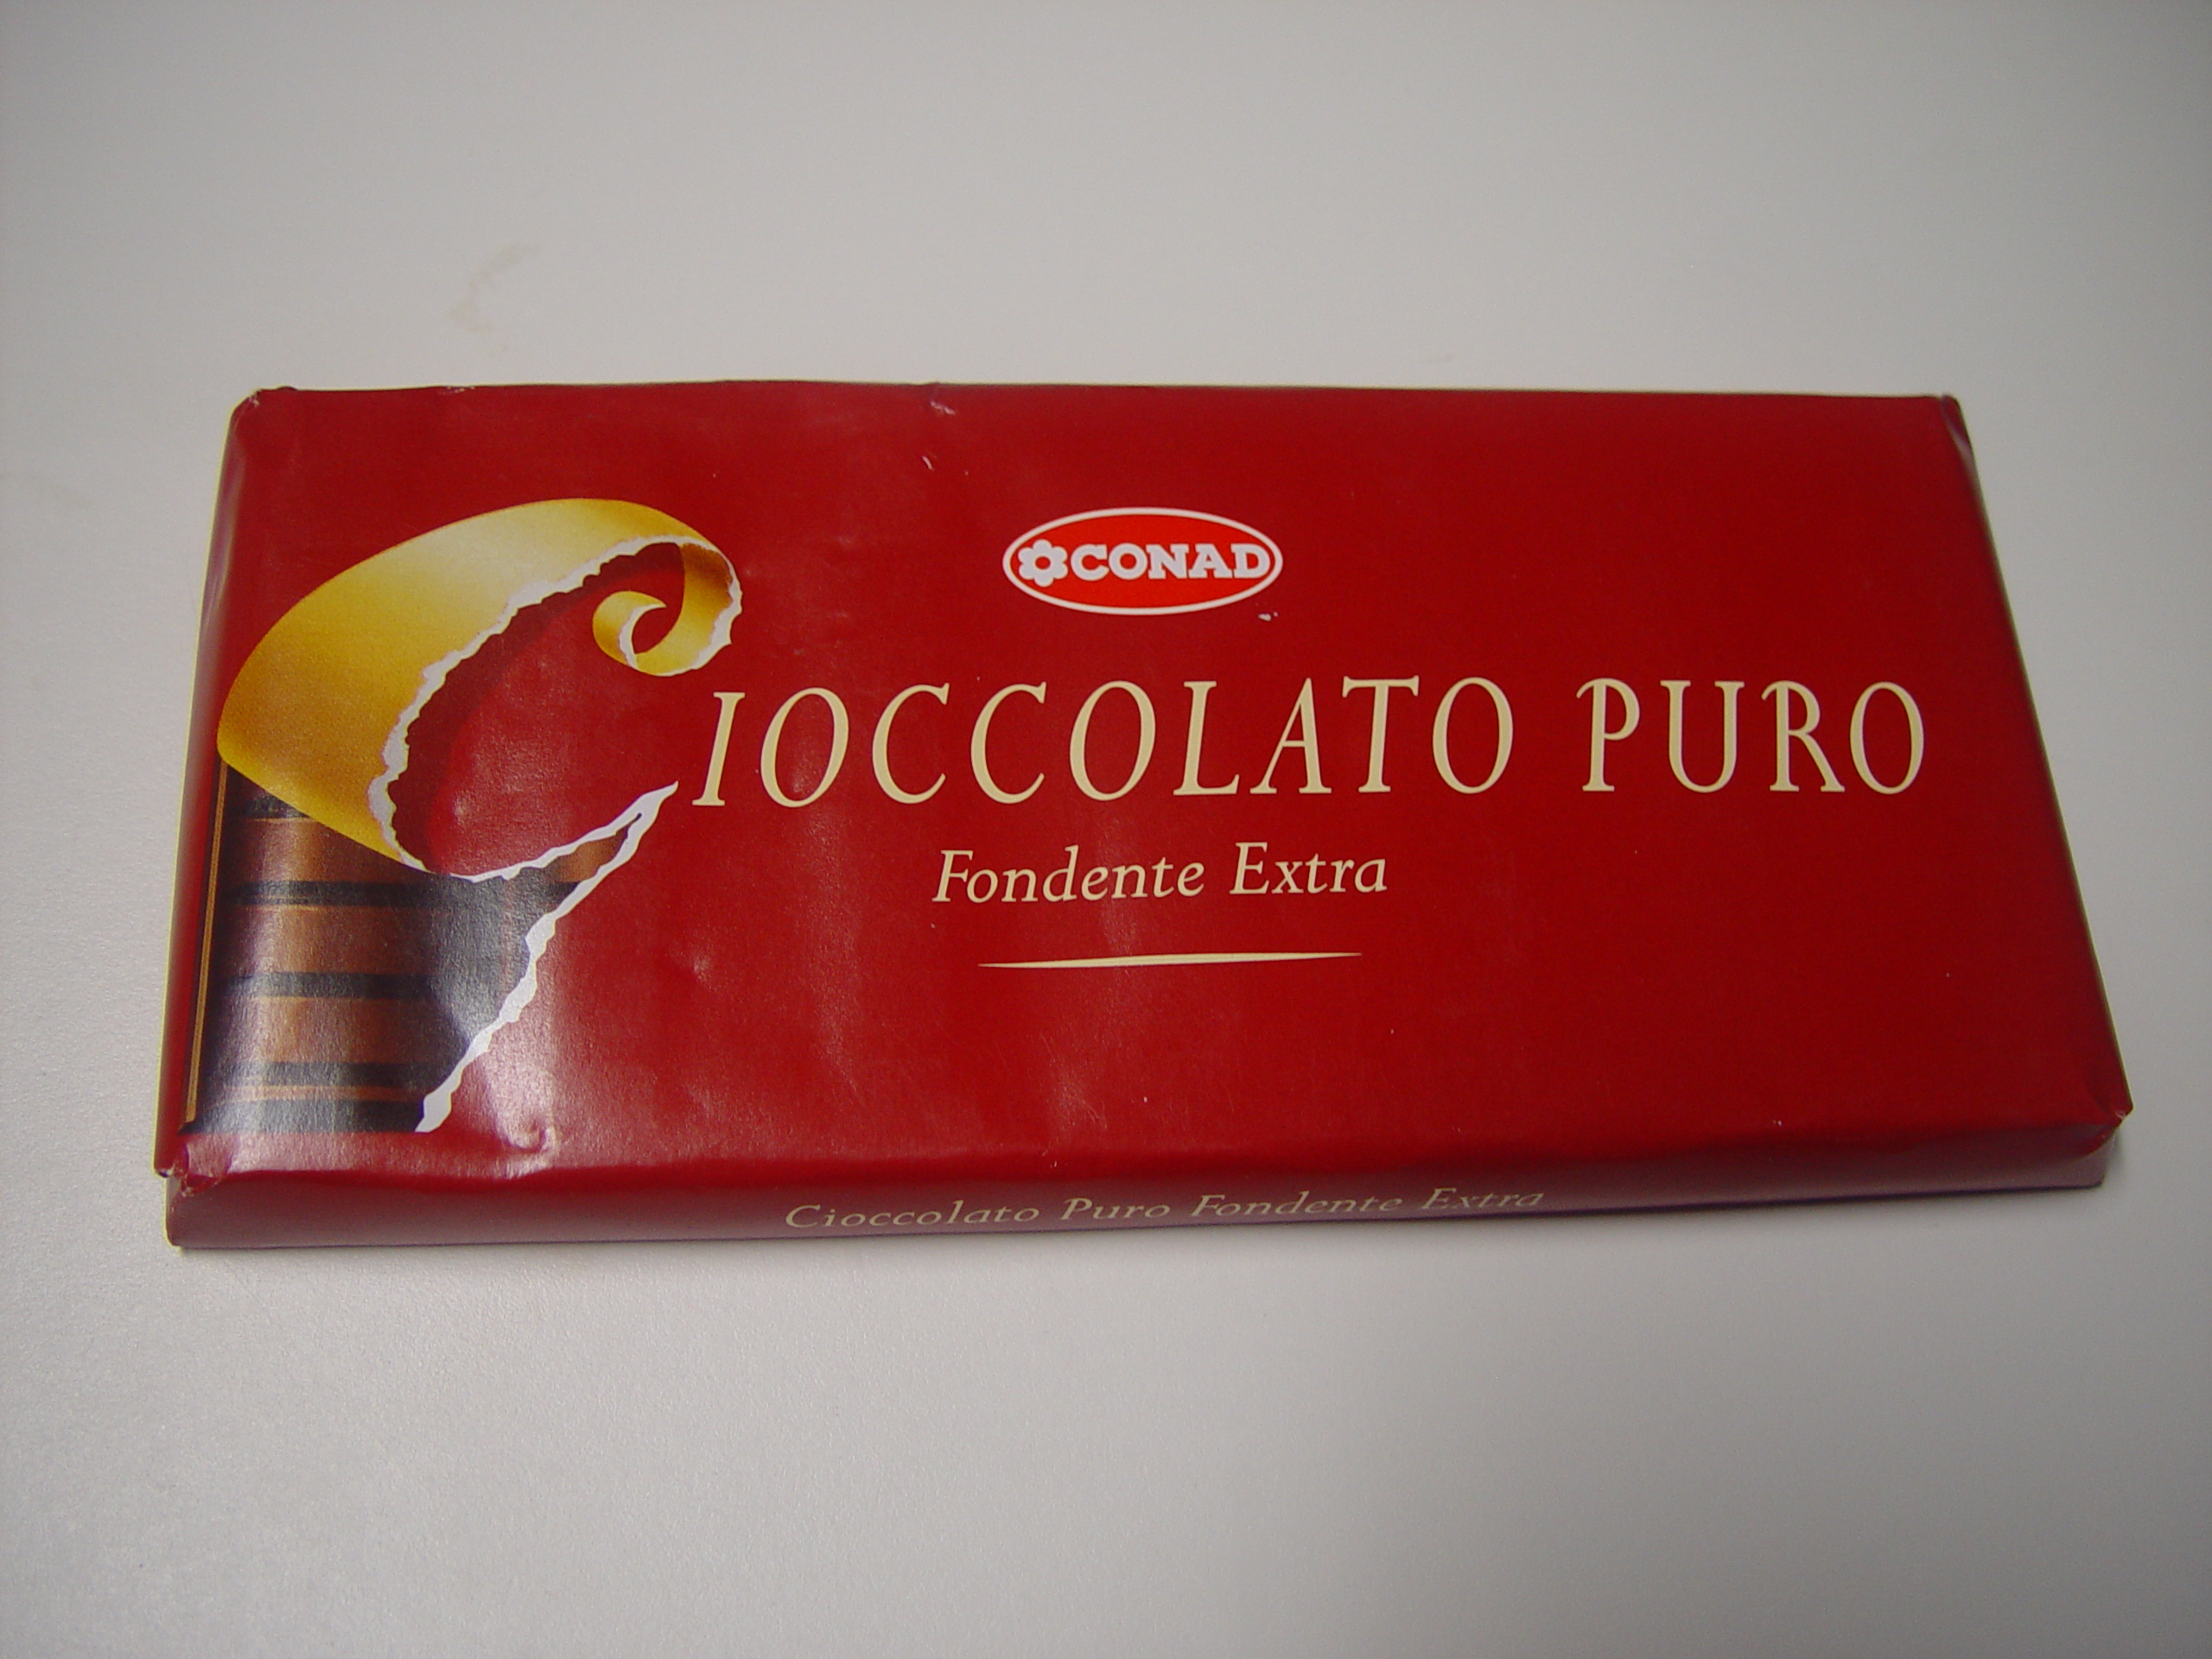 CONAD
CIOCCOLATO PURO
Fondente Extra
Cioccolato Puro Fondente Extra